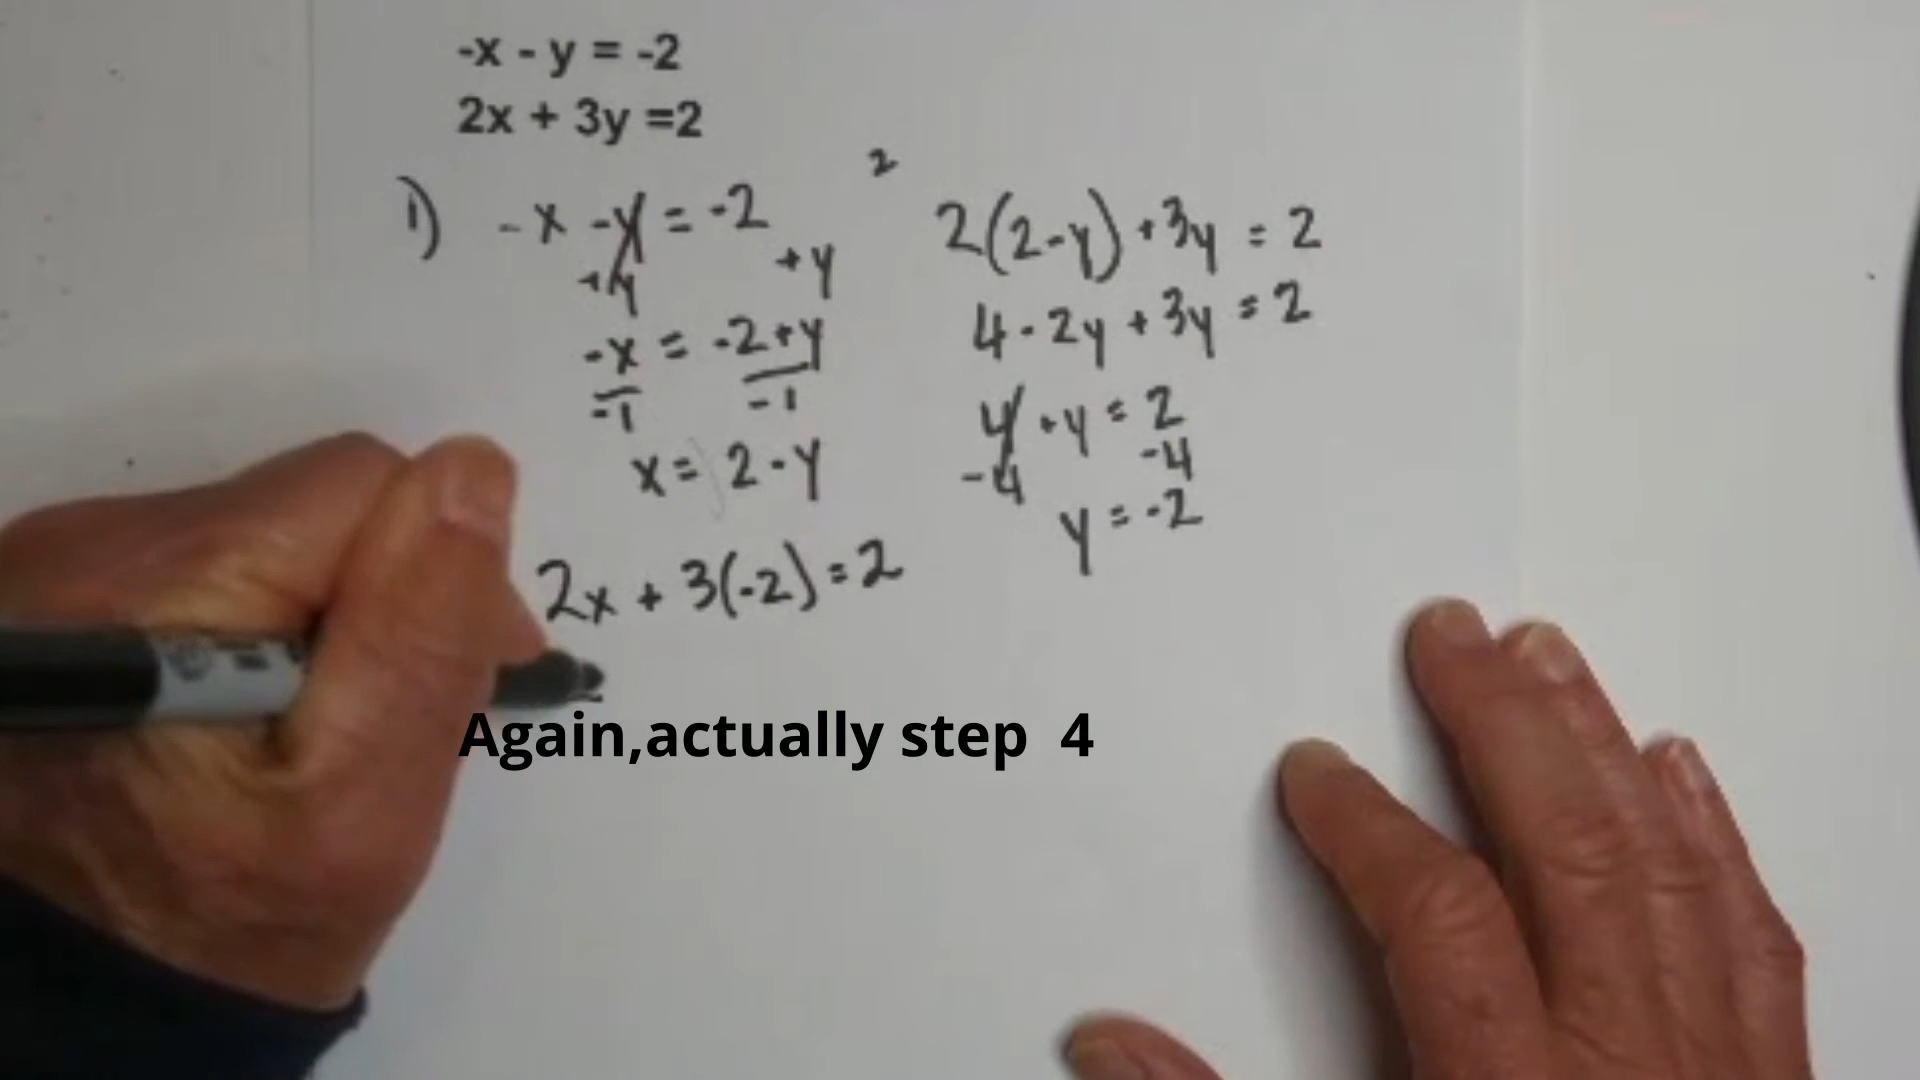 -x - y = -2
2x + 3y =2
1) -x -y = -2
+y +y
-x = -2+y
-1 -1
x = 2-y
2x + 3(-2) = 2
2
2(2-y) +3y = 2
4-2y +3y = 2
4 +y = 2
-4 -4
y = -2
Again,actually step 4